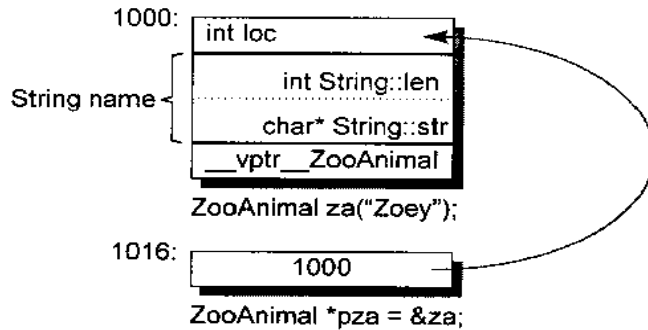 1000:
int loc
int String::len
String name
char* String::str
__vptr__ZooAnimal
ZooAnimal za("Zoey");
1016:
1000
ZooAnimal *pza = &za;